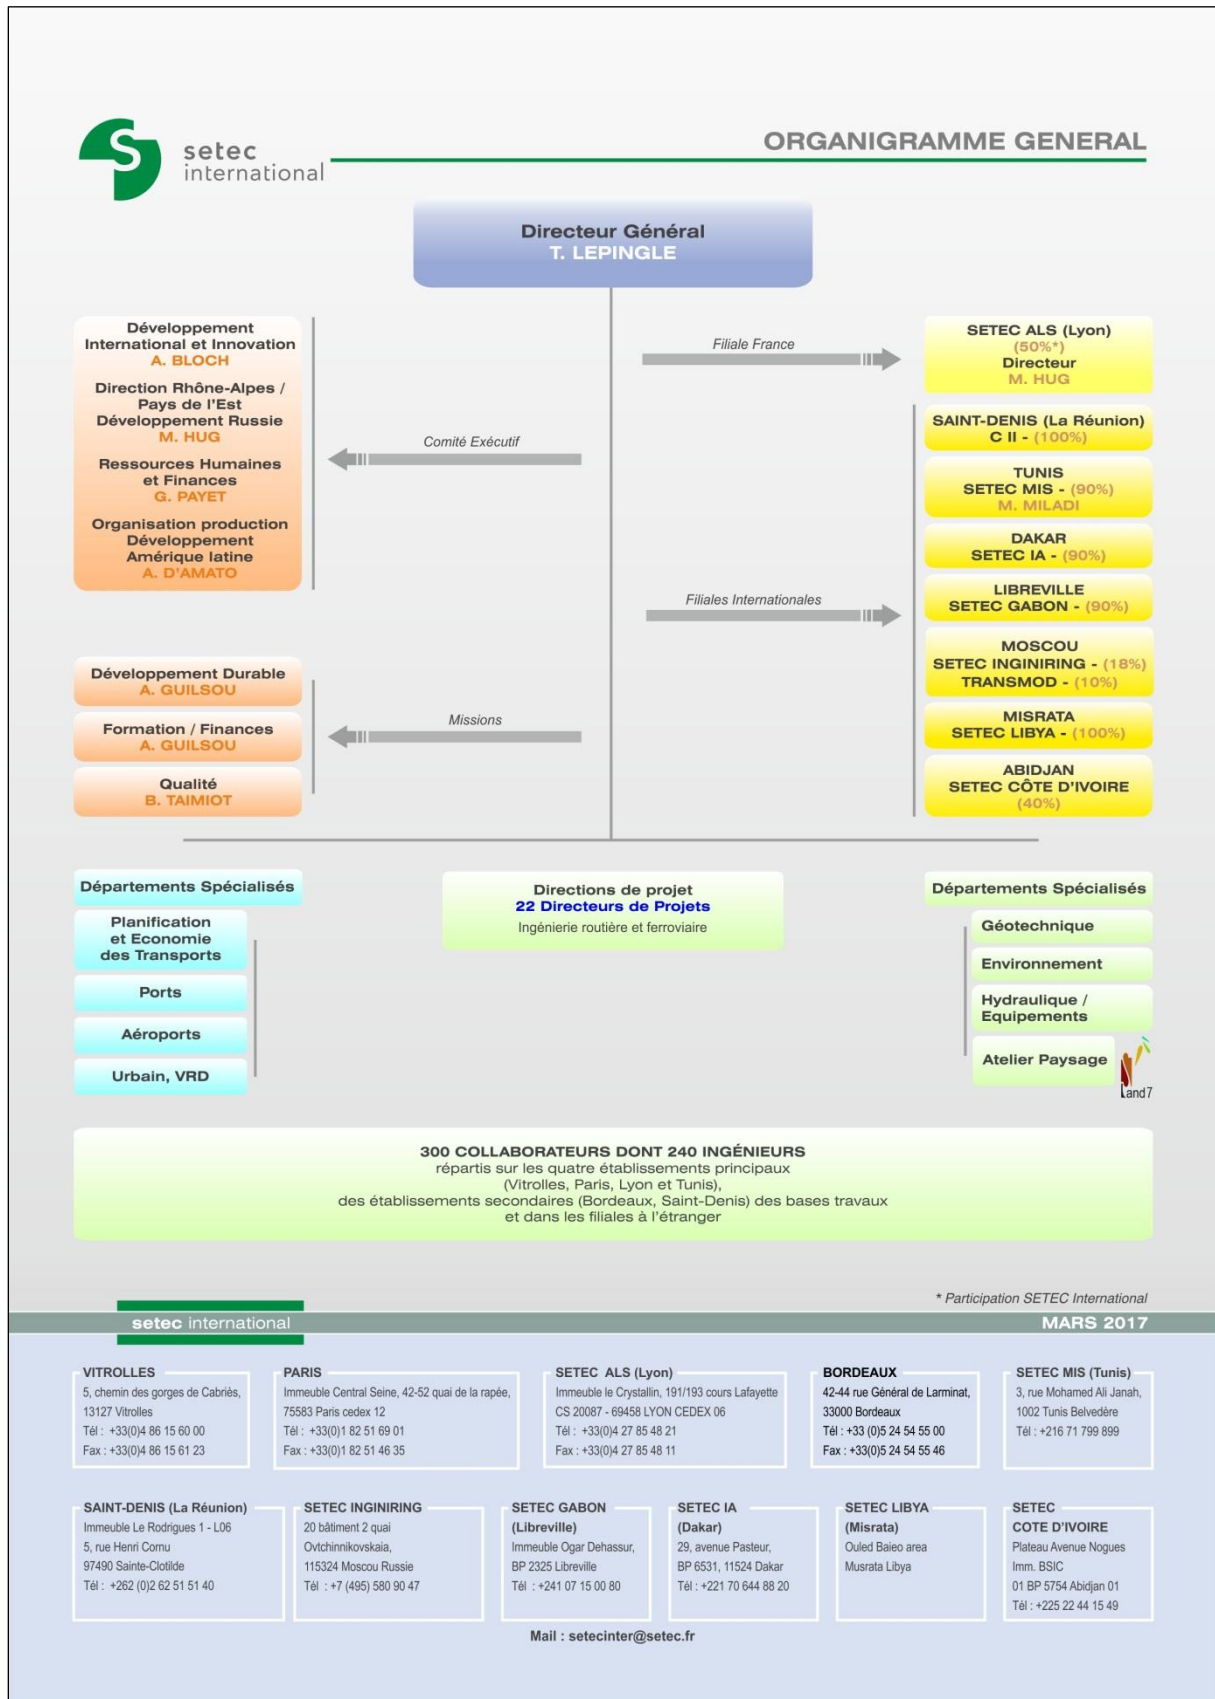 S
setec
international
ORGANIGRAMME GENERAL
Directeur Général
T. LEPINGLE
Développement
International et Innovation
A. BLOCH
Direction Rhône-Alpes /
Pays de l'Est
Développement Russie
M. HUG
Ressources Humaines
et Finances
G. PAYET
Organisation production
Développement
Amérique latine
A. D'AMATO
Comité Exécutif
Filiale France
SETEC ALS (Lyon)
(50%*)
Directeur
M. HUG
Filiales Internationales
SAINT-DENIS (La Réunion)
C II - (100%)
TUNIS
SETEC MIS - (90%)
M. MILADI
DAKAR
SETEC IA - (90%)
LIBREVILLE
SETEC GABON - (90%)
MOSCOU
SETEC INGINIRING - (18%)
TRANSMOD - (10%)
MISRATA
SETEC LIBYA - (100%)
ABIDJAN
SETEC CÔTE D'IVOIRE
(40%)
Développement Durable
A. GUILSOU
Formation / Finances
A. GUILSOU
Qualité
B. TAIMIOT
Missions
Départements Spécialisés
Planification
et Economie
des Transports
Ports
Aéroports
Urbain, VRD
Directions de projet
22 Directeurs de Projets
Ingénierie routière et ferroviaire
Départements Spécialisés
Géotechnique
Environnement
Hydraulique /
Equipements
Atelier Paysage
Land7
300 COLLABORATEURS DONT 240 INGÉNIEURS
répartis sur les quatre établissements principaux
(Vitrolles, Paris, Lyon et Tunis),
des établissements secondaires (Bordeaux, Saint-Denis) des bases travaux
et dans les filiales à l'étranger
* Participation SETEC International
setec international
MARS 2017
VITROLLES
5, chemin des gorges de Cabriès,
13127 Vitrolles
Tél : +33(0)4 86 15 60 00
Fax : +33(0)4 86 15 61 23
PARIS
Immeuble Central Seine, 42-52 quai de la rapée,
75583 Paris cedex 12
Tél : +33(0)1 82 51 69 01
Fax : +33(0)1 82 51 46 35
SETEC ALS (Lyon)
Immeuble le Crystallin, 191/193 cours Lafayette
CS 20087 - 69458 LYON CEDEX 06
Tél : +33(0)4 27 85 48 21
Fax : +33(0)4 27 85 48 11
BORDEAUX
42-44 rue Général de Larminat,
33000 Bordeaux
Tél : +33 (0)5 24 54 55 00
Fax : +33(0)5 24 54 55 46
SETEC MIS (Tunis)
3, rue Mohamed Ali Janah,
1002 Tunis Belvedère
Tél : +216 71 799 899
SAINT-DENIS (La Réunion)
Immeuble Le Rodrigues 1 - L06
5, rue Henri Cornu
97490 Sainte-Clotilde
Tél : +262 (0)2 62 51 51 40
SETEC INGINIRING
20 bâtiment 2 quai
Ovtchinnikovskaia,
115324 Moscou Russie
Tél : +7 (495) 580 90 47
SETEC GABON
(Libreville)
Immeuble Ogar Dehassur,
BP 2325 Libreville
Tél : +241 07 15 00 80
SETEC IA
(Dakar)
29, avenue Pasteur,
BP 6531, 11524 Dakar
Tél : +221 70 644 88 20
SETEC LIBYA
(Misrata)
Ouled Baieo area
Musrata Libya
SETEC
COTE D'IVOIRE
Plateau Avenue Nogues
Imm. BSIC
01 BP 5754 Abidjan 01
Tél : +225 22 44 15 49
Mail : setecinter@setec.fr